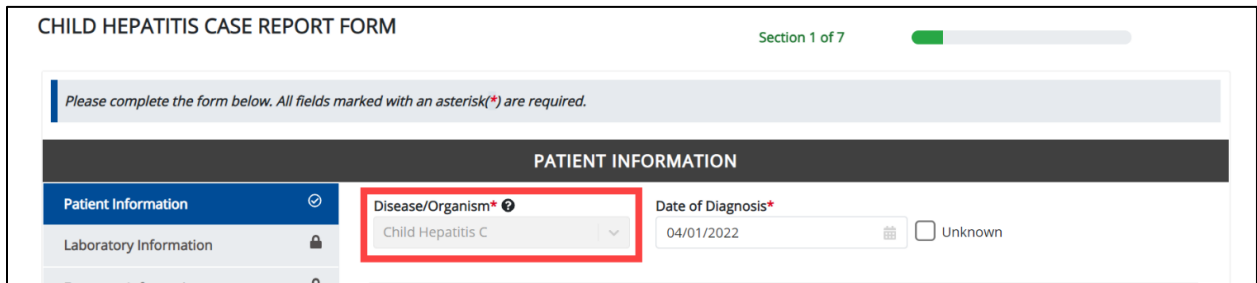 CHILD HEPATITIS CASE REPORT FORM
Section 1 of 7
Please complete the form below. All fields marked with an asterisk(*) are required.
PATIENT INFORMATION
Patient Information
Disease/Organism*
Date of Diagnosis*
Child Hepatitis C
04/01/2022
Unknown
Laboratory Information